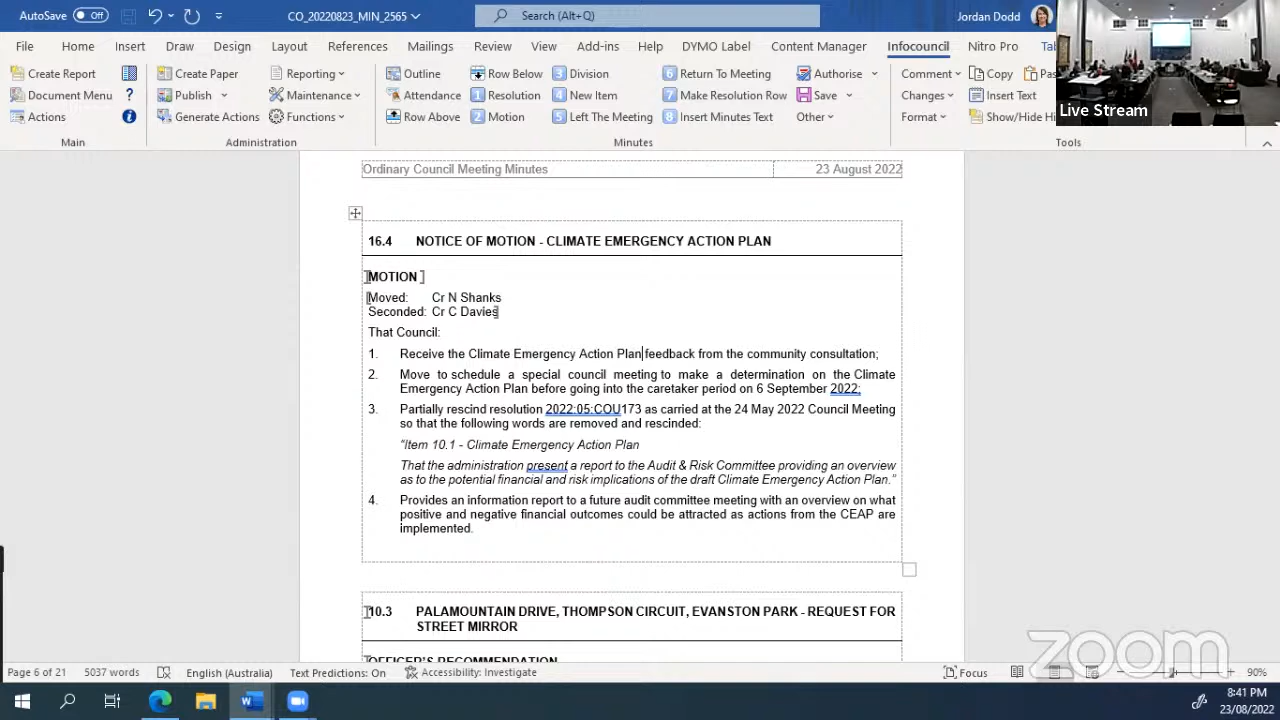 AutoSave Off CO_20220823_MIN_2565 Search (Alt+Q) Jordan Dodd
File Home Insert Draw Design Layout References Mailings Review View Add-ins Help DYMO Label Content Manager Infocouncil Nitro Pro Tab
Create Report Create Paper Reporting Outline Row Below 3 Division 6 Return To Meeting Authorise Comment Copy Pas
Document Menu ? Publish Maintenance Attendance 1 Resolution 4 New Item 7 Make Resolution Row Save Changes Insert Text
Actions Generate Actions Functions Row Above 2 Motion 5 Left The Meeting 8 Insert Minutes Text Other Format Show/Hide Hi
Main Administration Minutes Tools
Live Stream
Ordinary Council Meeting Minutes 23 August 2022
16.4 NOTICE OF MOTION - CLIMATE EMERGENCY ACTION PLAN
MOTION
Moved: Cr N Shanks
Seconded: Cr C Davies
That Council:
1. Receive the Climate Emergency Action Plan feedback from the community consultation;
2. Move to schedule a special council meeting to make a determination on the Climate
Emergency Action Plan before going into the caretaker period on 6 September 2022;
3. Partially rescind resolution 2022:05:COU173 as carried at the 24 May 2022 Council Meeting
so that the following words are removed and rescinded:
"Item 10.1 - Climate Emergency Action Plan
That the administration present a report to the Audit & Risk Committee providing an overview
as to the potential financial and risk implications of the draft Climate Emergency Action Plan."
4. Provides an information report to a future audit committee meeting with an overview on what
positive and negative financial outcomes could be attracted as actions from the CEAP are
implemented.
10.3 PALAMOUNTAIN DRIVE, THOMPSON CIRCUIT, EVANSTON PARK - REQUEST FOR
STREET MIRROR
OFFICER'S RECOMMENDATION
zoom
Page 6 of 21 5037 words English (Australia) Text Predictions: On Accessibility: Investigate Focus 90%
8:41 PM
23/08/2022